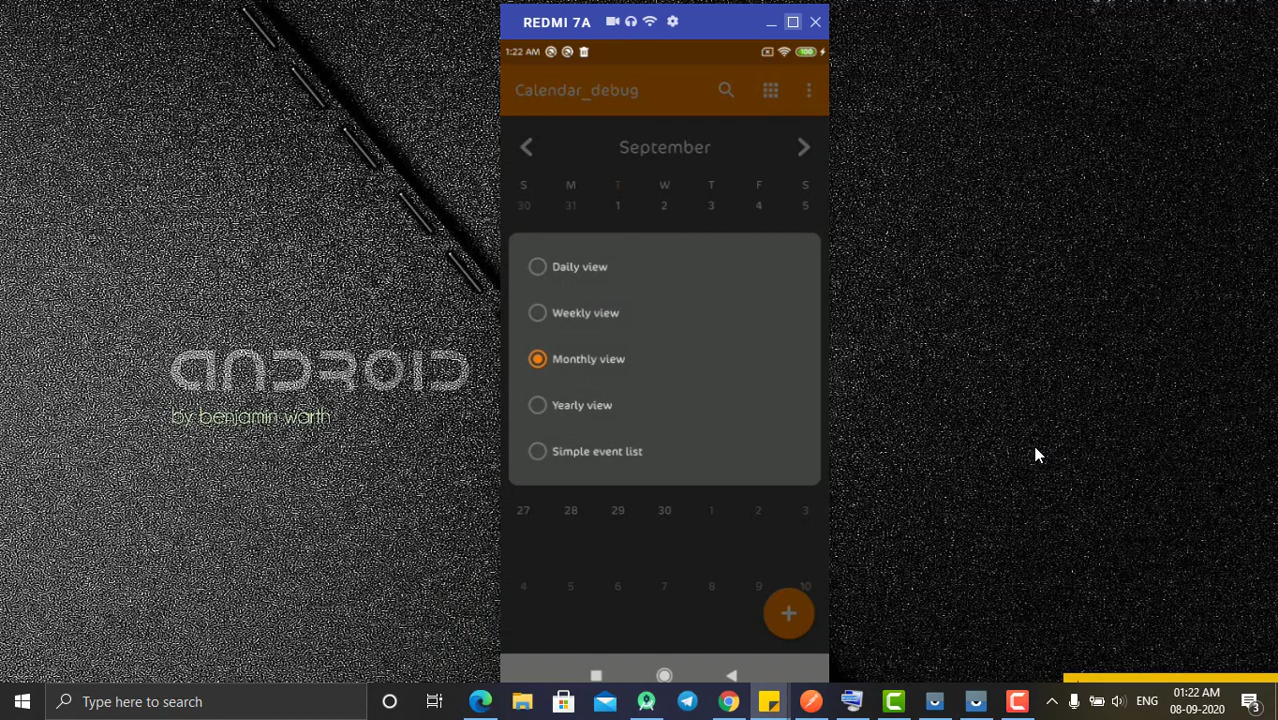 REDMI 7A
1:22 AM
100
Calendar_debug
September
S M T W T F S
30 31 1 2 3 4 5
Daily view
Weekly view
Monthly view
Yearly view
Simple event list
27 28 29 30 1 2 3
4 5 6 7 8 9 10
android
by benjamin warth
Type here to search
ENG
01:22 AM
08-09-2020
3